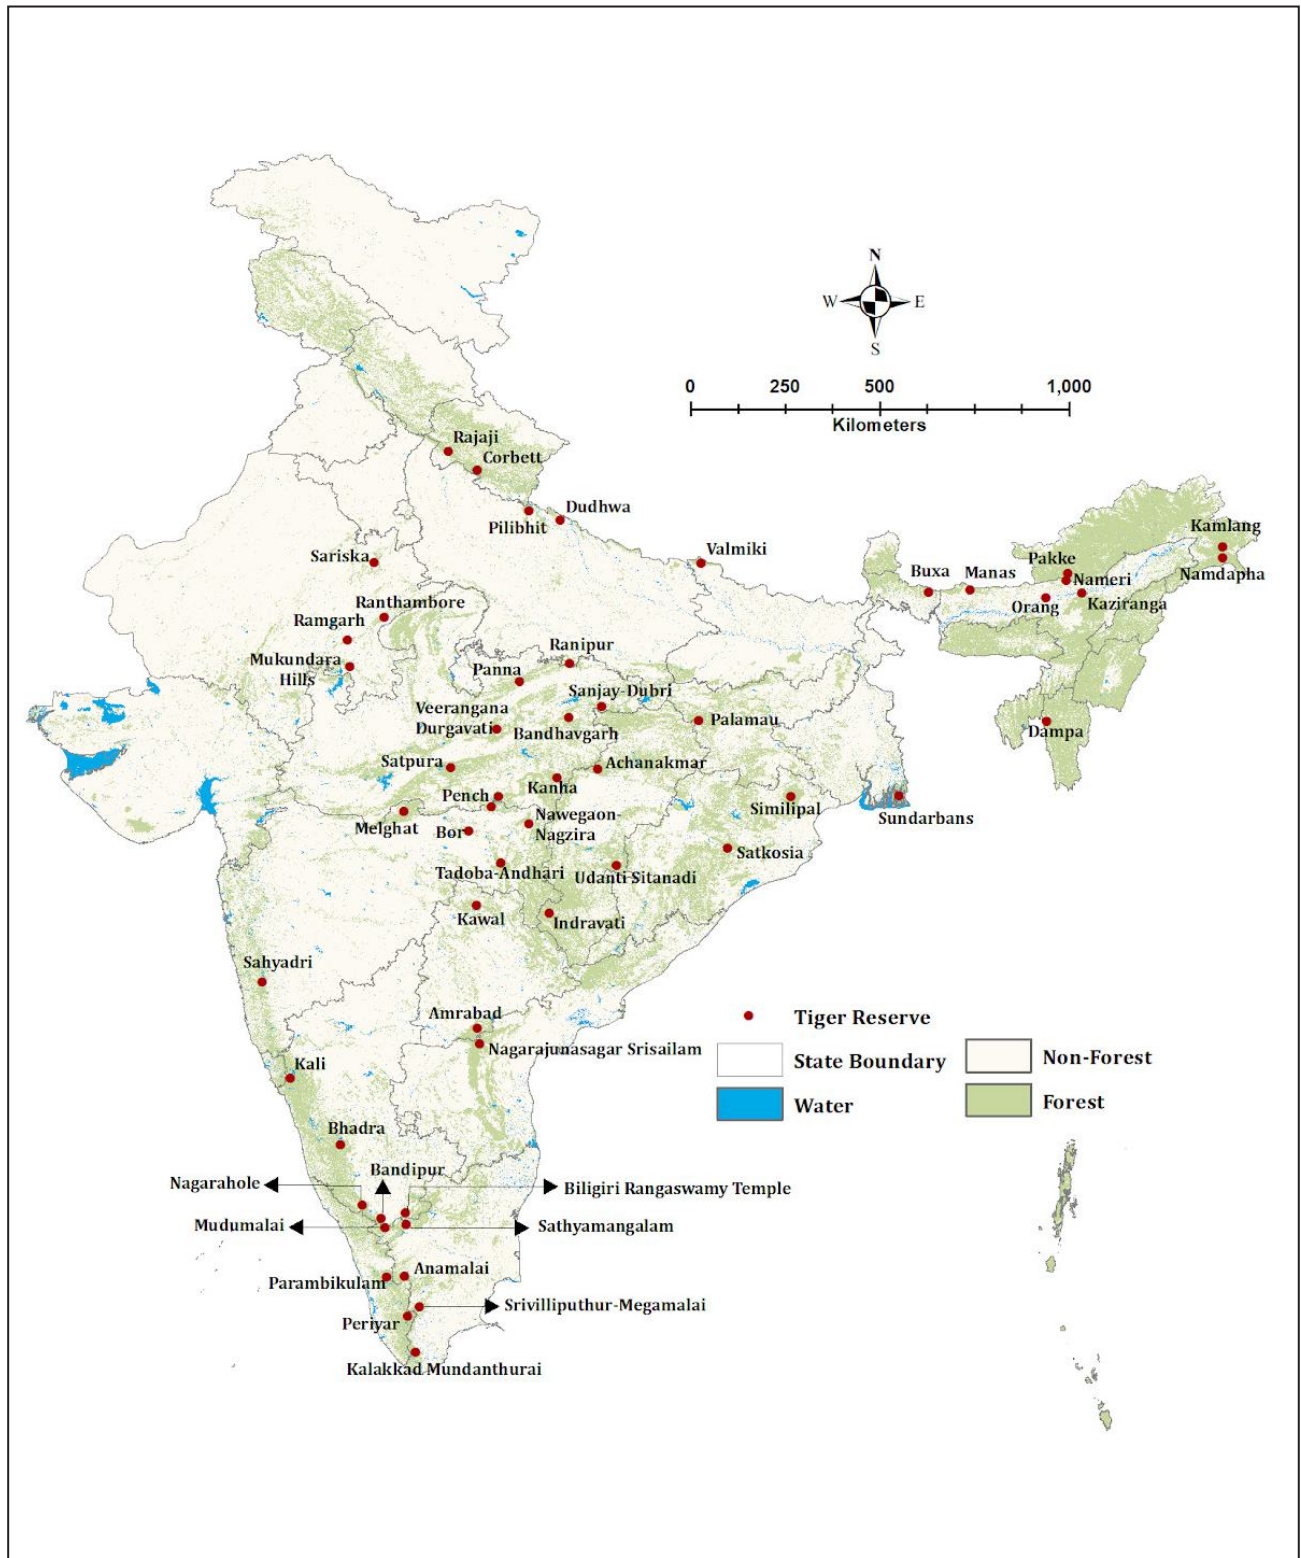 N
W
E
S
0 250 500 1,000
Kilometers
Rajaji
Corbett
Dudhwa
Pilibhit
Kamlang
Sariska
Valmiki
Pakke
Namdapha
Buxa
Manas
Nameri
Ranthambore
Orang
Kaziranga
Ramgarh
Ranipur
Mukundara
Hills
Panna
Sanjay-Dubri
Veerangana
Durgavati
Palamau
Bandhavgarh
Dampa
Satpura
Achanakmar
Kanha
Pench
Similipal
Sundarbans
Melghat
Bor
Nawegaon-
Nagzira
Satkosia
Tadoba-Andhari
Udanti-Sitanadi
Kawal
Indravati
Sahyadri
Amrabad
Nagarajunasagar Srisailam
Kali
Bhadra
Bandipur
Nagarahole
Biligiri Rangaswamy Temple
Mudumalai
Sathyamangalam
Anamalai
Parambikulam
Srivilliputhur-Megamalai
Periyar
Kalakkad Mundanthurai
Tiger Reserve
State Boundary
Non-Forest
Water
Forest